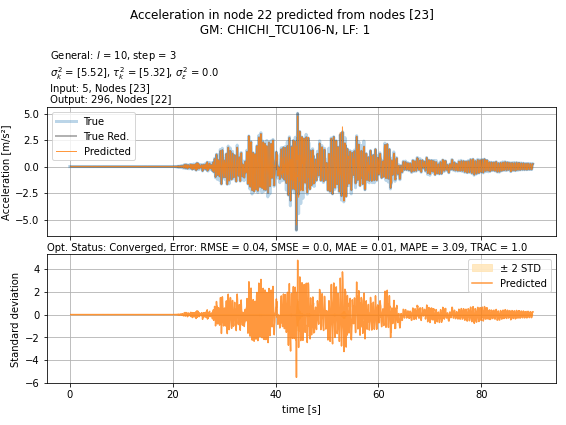 Acceleration in node 22 predicted from nodes [23]
GM: CHICHI_TCU106-N, LF: 1
General: l = 10, step = 3
σ²ₖ = [5.52], τ²ₖ = [5.32], σ²ε = 0.0
Input: 5, Nodes [23]
Output: 296, Nodes [22]
Acceleration [m/s²]
5.0
2.5
0.0
−2.5
−5.0
True
True Red.
Predicted
Opt. Status: Converged, Error: RMSE = 0.04, SMSE = 0.0, MAE = 0.01, MAPE = 3.09, TRAC = 1.0
Standard deviation
4
2
0
−2
−4
−6
± 2 STD
Predicted
0 20 40 60 80
time [s]